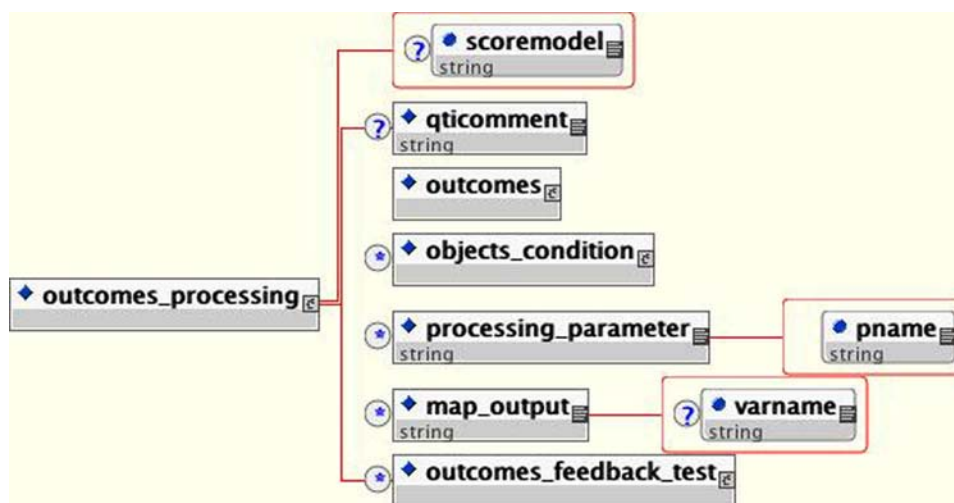 scoremodel
string
? 
qticomment
string
?
outcomes
objects_condition
*
outcomes_processing
processing_parameter
string
*
pname
string
map_output
string
*
varname
string
?
outcomes_feedback_test
*